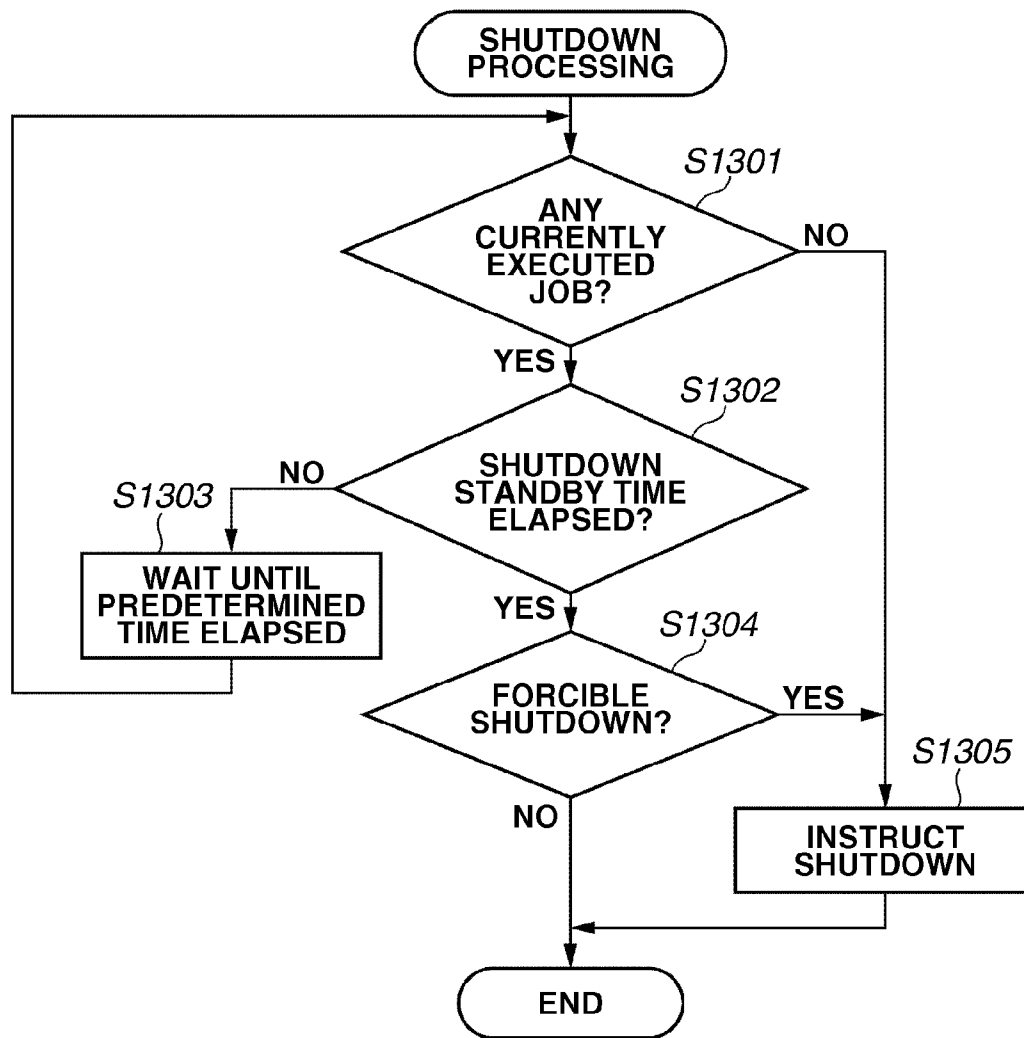 SHUTDOWN
PROCESSING
S1301
ANY
CURRENTLY
EXECUTED
JOB?
NO
YES
S1302
SHUTDOWN
STANDBY TIME
ELAPSED?
NO
S1303
WAIT UNTIL
PREDETERMINED
TIME ELAPSED
YES
S1304
FORCIBLE
SHUTDOWN?
YES
NO
S1305
INSTRUCT
SHUTDOWN
END